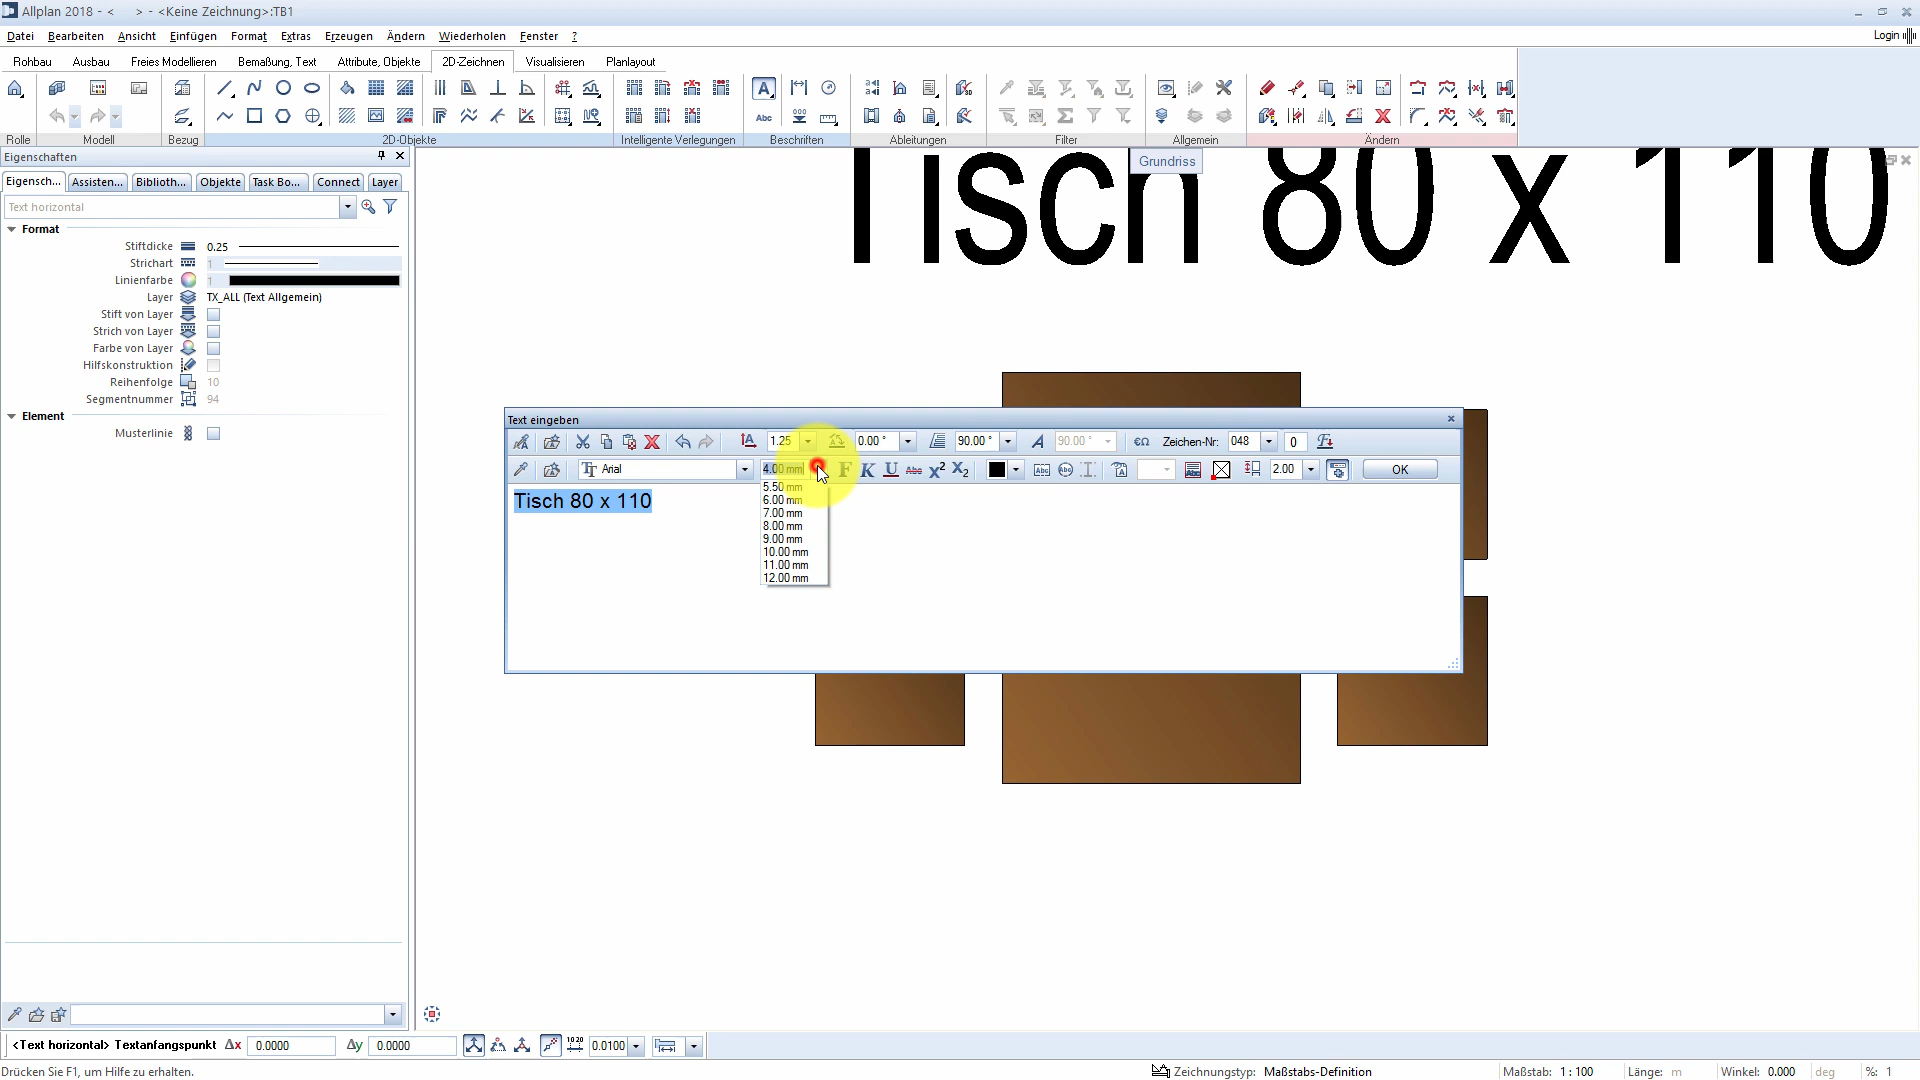 Allplan 2018 - <      > - <Keine Zeichnung>:TB1
Datei Bearbeiten Ansicht Einfügen Format Extras Erzeugen Ändern Wiederholen Fenster ?
Login
Rohbau Ausbau Freies Modellieren Bemaßung, Text Attribute, Objekte 2D-Zeichnen Visualisieren Planlayout
Rolle Modell Bezug 2D-Objekte Intelligente Verlegungen Beschriften Ableitungen Filter Allgemein Ändern
Eigenschaften
Eigensch... Assisten... Biblioth... Objekte Task Bo... Connect Layer
Text horizontal
Format
Stiftdicke 0.25
Strichart 1
Linienfarbe 1
Layer TX_ALL (Text Allgemein)
Stift von Layer
Strich von Layer
Farbe von Layer
Hilfskonstruktion
Reihenfolge 10
Segmentnummer 94
Element
Musterlinie
Grundriss
Tisch 80 x 110
Text eingeben
1.25 0.00 ° 90.00 ° 90.00 ° €Ω Zeichen-Nr: 048 0
Arial 4.00 mm F K U Abc X² X₂ Abc Abc Abc 2.00 OK
Tisch 80 x 110
5.50 mm
6.00 mm
7.00 mm
8.00 mm
9.00 mm
10.00 mm
11.00 mm
12.00 mm
<Text horizontal> Textanfangspunkt Δx 0.0000 Δy 0.0000 1020 0.0100
Drücken Sie F1, um Hilfe zu erhalten.
Zeichnungstyp: Maßstabs-Definition Maßstab: 1 : 100 Länge: m Winkel: 0.000 deg %: 1